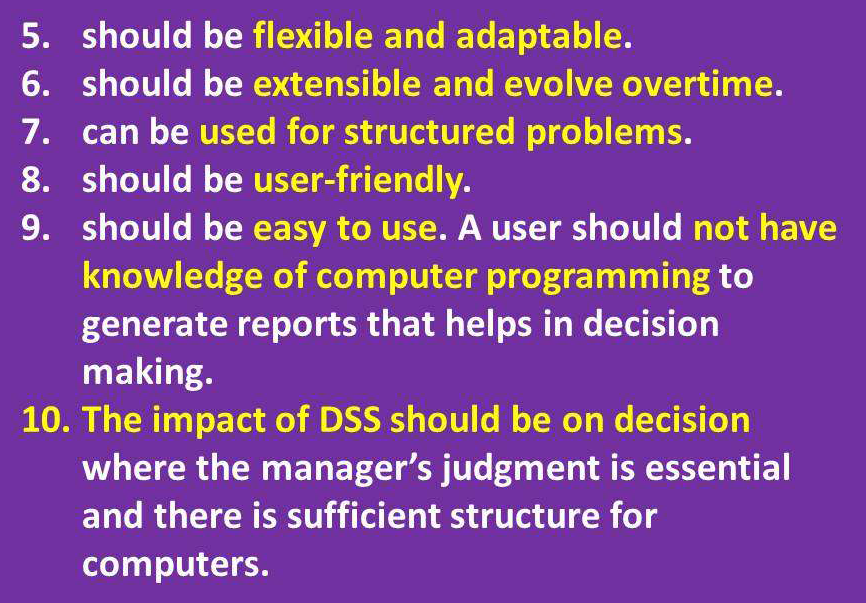 5. should be flexible and adaptable.
6. should be extensible and evolve overtime.
7. can be used for structured problems.
8. should be user-friendly.
9. should be easy to use. A user should not have
knowledge of computer programming to
generate reports that helps in decision
making.
10. The impact of DSS should be on decision
where the manager’s judgment is essential
and there is sufficient structure for
computers.